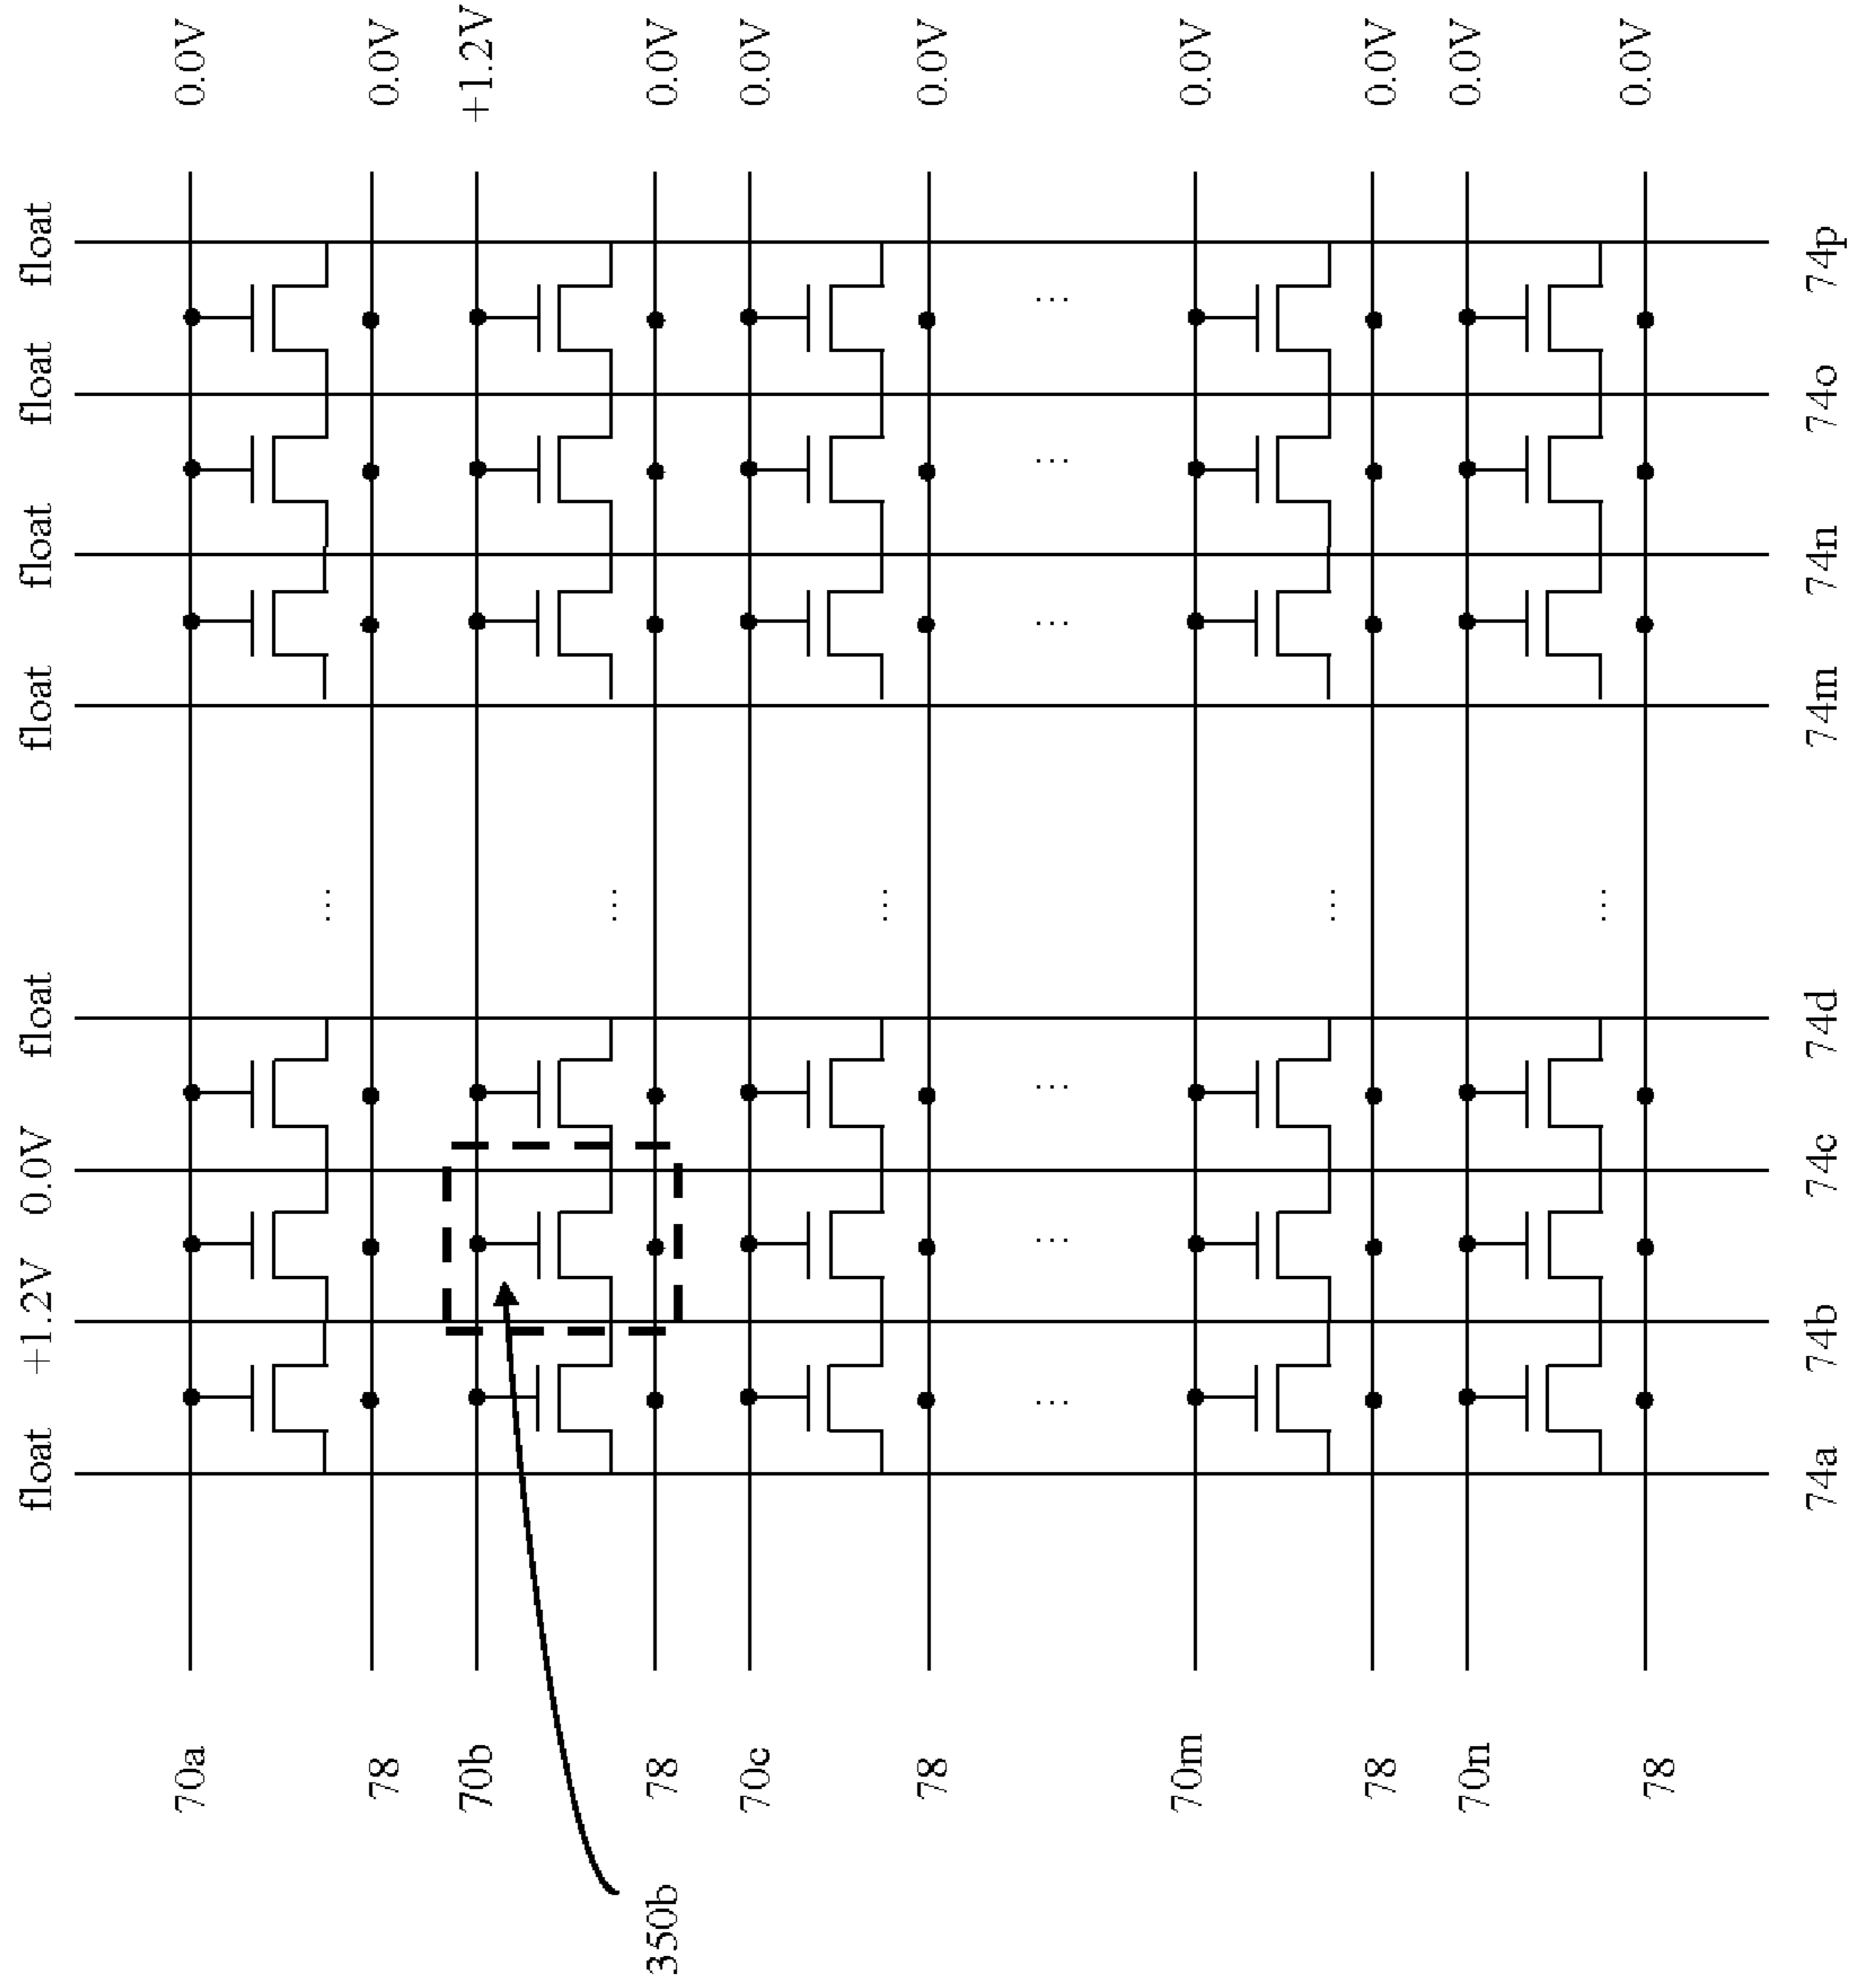 float +1.2V 0.0V float float float float float
70a 0.0V
78 0.0V
70b +1.2V
78 0.0V
70c 0.0V
78 0.0V
...
...
...
...
...
... ... ... ... ... ...
70m 0.0V
78 0.0V
70n 0.0V
78 0.0V
350b
74a 74b 74c 74d 74m 74n 74o 74p